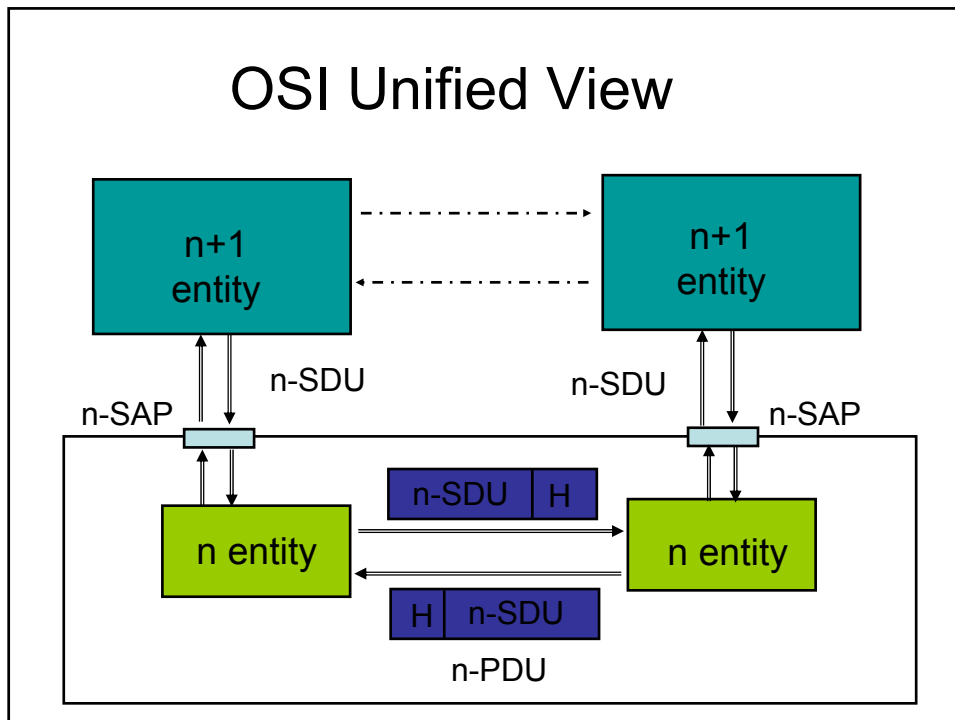 OSI Unified View
n+1
entity
n+1
entity
n-SDU
n-SDU
n-SAP
n-SAP
n-SDU H
n entity
n entity
H n-SDU
n-PDU